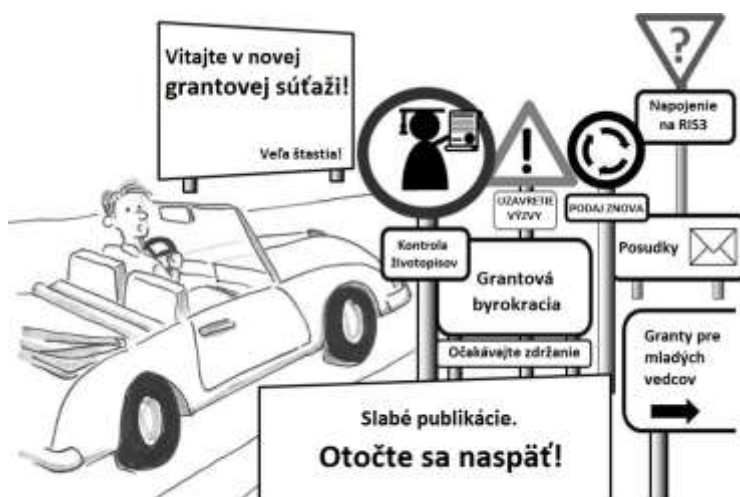 Vitajte v novej
grantovej súťaži!
Veľa štastia!
?
Napojenie
na RIS3
!
UZAVRETIE
VÝZVY
PODAJ ZNOVA
Kontrola
životopisov
Posudky
Grantová
byrokracia
Očakávajte zdržanie
Granty pre
mladých
vedcov
Slabé publikácie.
Otočte sa naspäť!